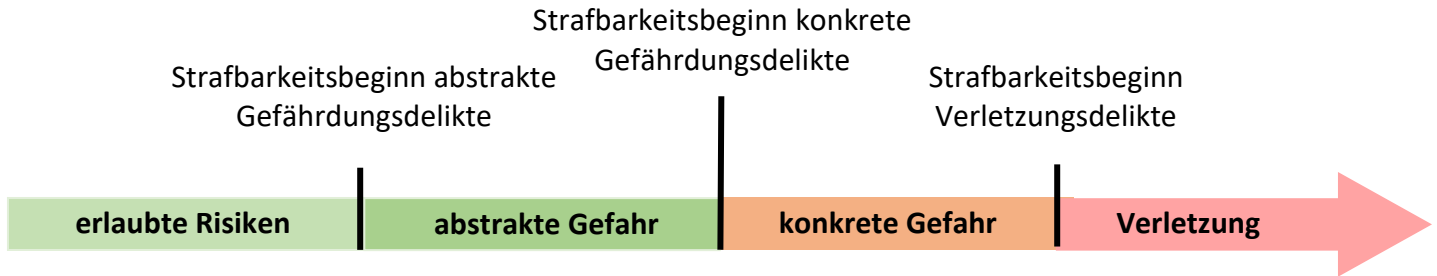 Strafbarkeitsbeginn konkrete
Gefährdungsdelikte
Strafbarkeitsbeginn abstrakte
Gefährdungsdelikte
Strafbarkeitsbeginn
Verletzungsdelikte
erlaubte Risiken
abstrakte Gefahr
konkrete Gefahr
Verletzung